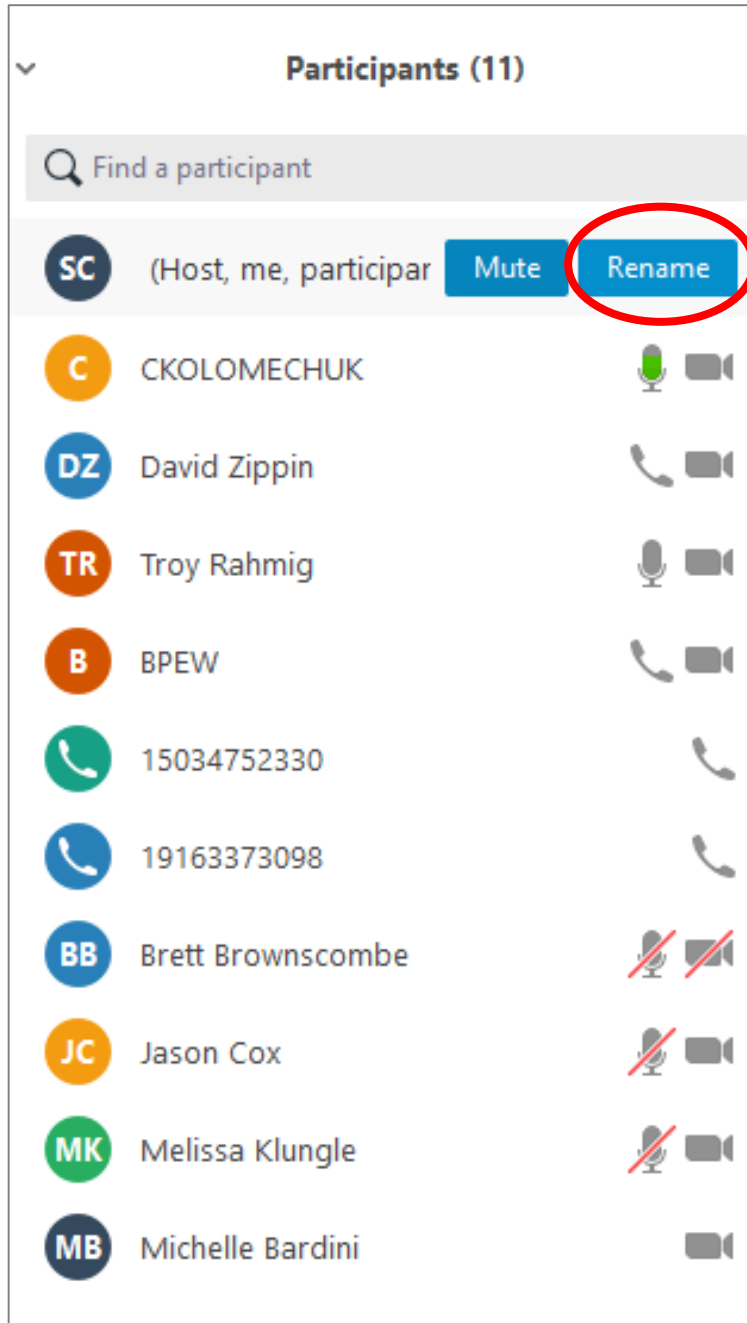 Participants (11)
Find a participant
SC (Host, me, participar Mute Rename
C CKOLOMECHUK
DZ David Zippin
TR Troy Rahmig
B BPEW
15034752330
19163373098
BB Brett Brownscombe
JC Jason Cox
MK Melissa Klungle
MB Michelle Bardini